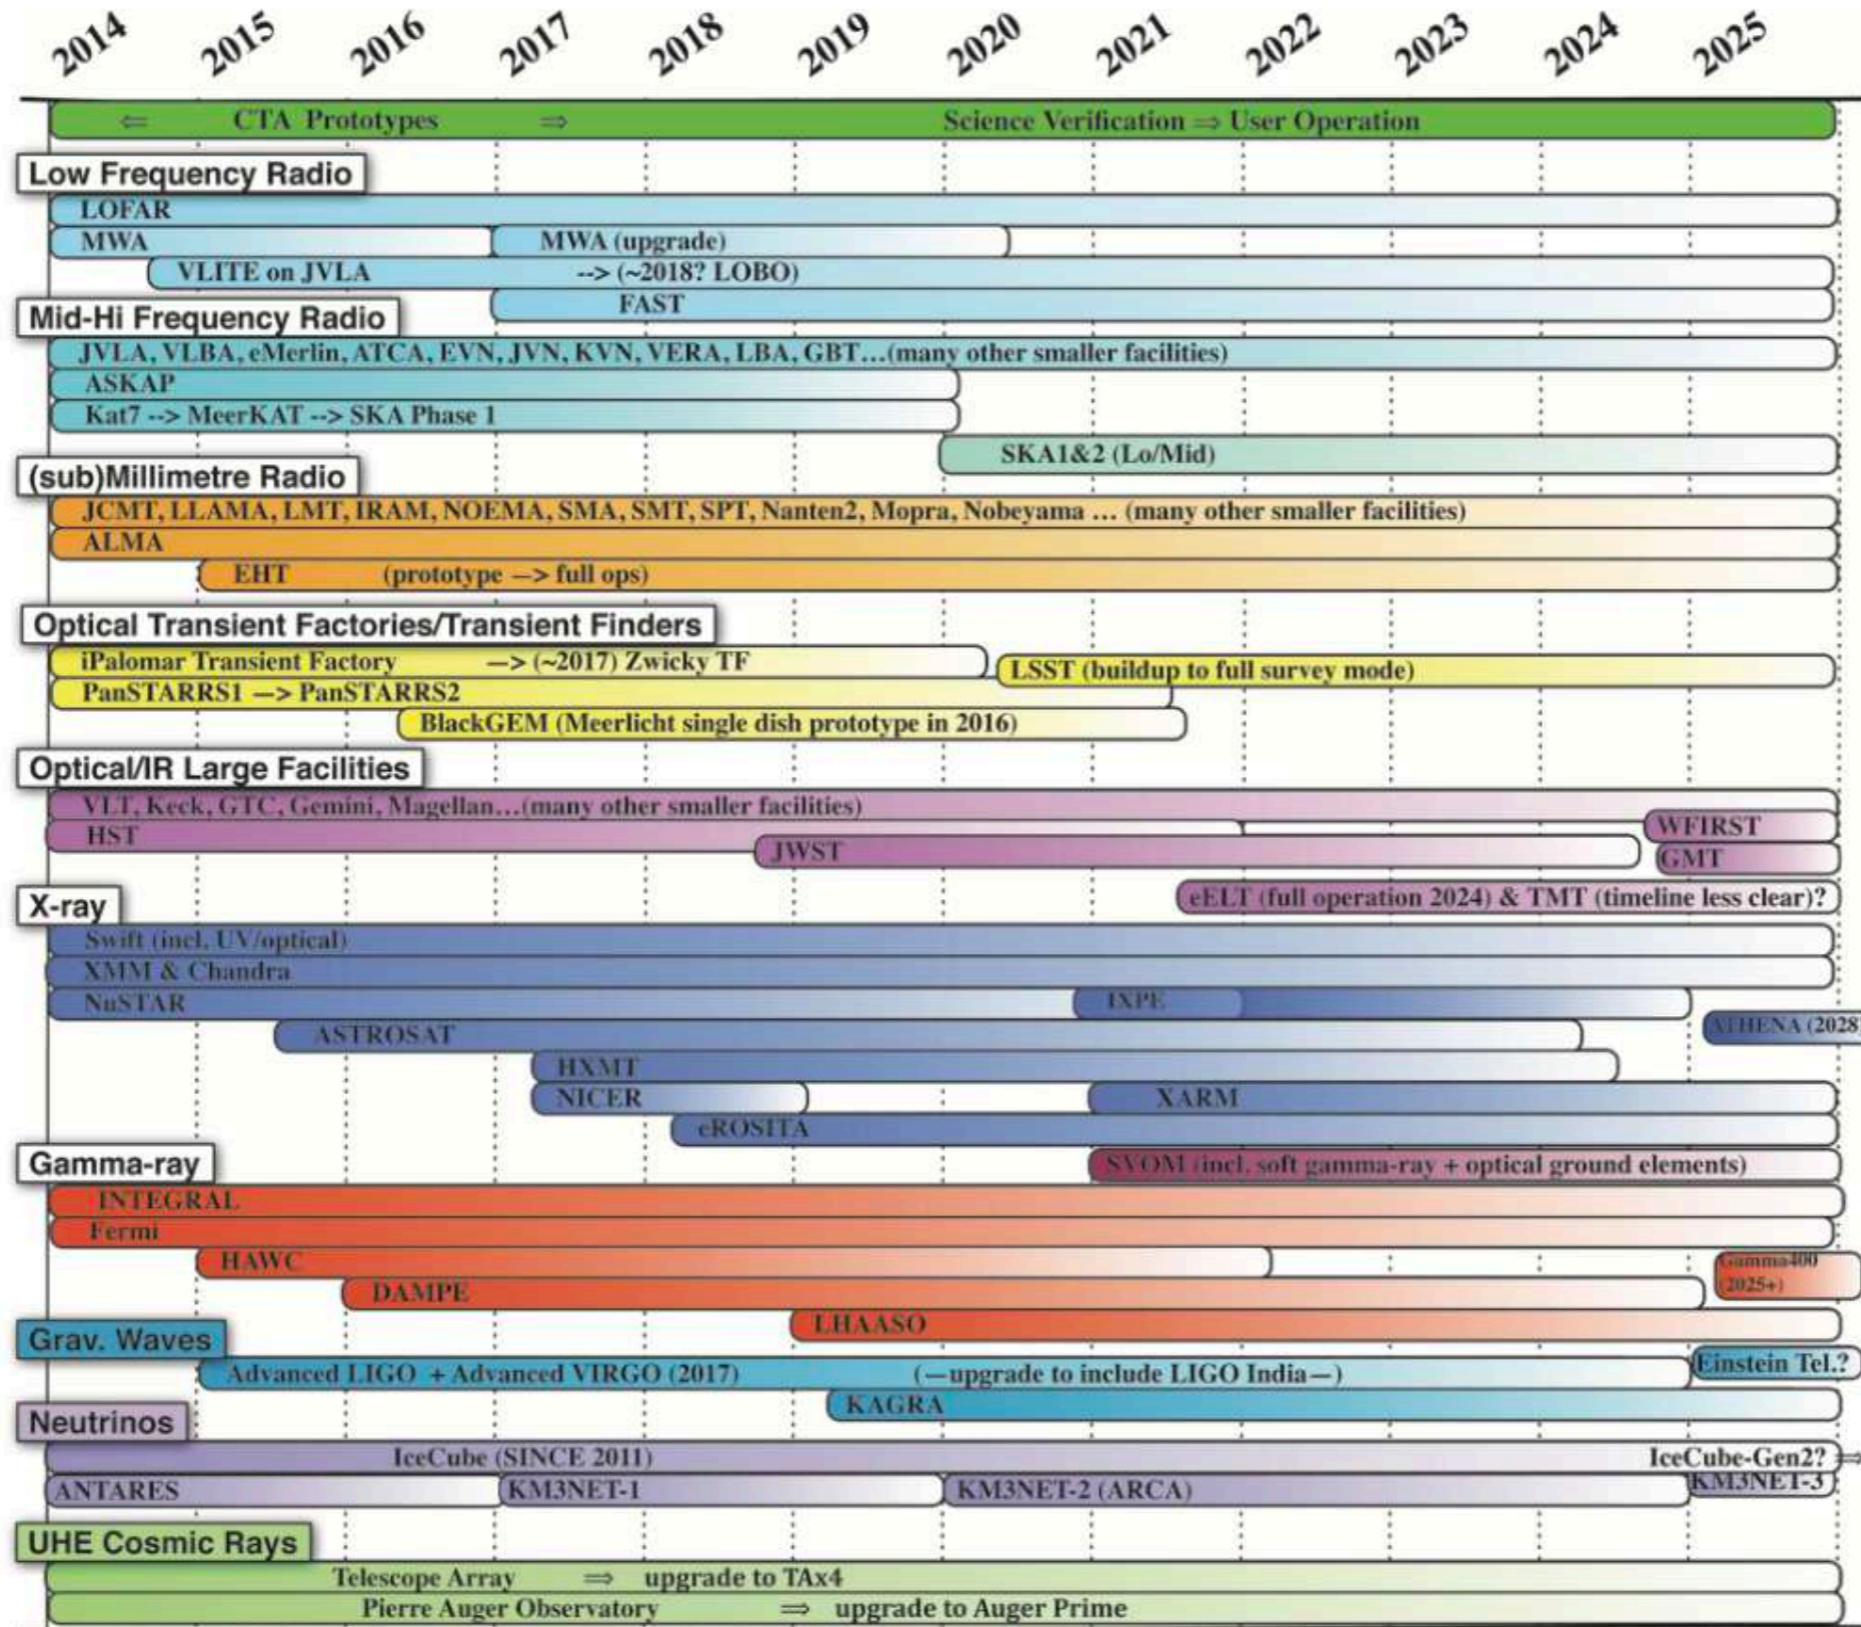 2014 2015 2016 2017 2018 2019 2020 2021 2022 2023 2024 2025
⇐ CTA Prototypes ⇒ Science Verification ⇒ User Operation
Low Frequency Radio
LOFAR
MWA MWA (upgrade)
VLITE on JVLA --> (~2018? LOBO)
FAST
Mid-Hi Frequency Radio
JVLA, VLBA, eMerlin, ATCA, EVN, JVN, KVN, VERA, LBA, GBT...(many other smaller facilities)
ASKAP
Kat7 --> MeerKAT --> SKA Phase 1
SKA1&2 (Lo/Mid)
(sub)Millimetre Radio
JCMT, LLAMA, LMT, IRAM, NOEMA, SMA, SMT, SPT, Nanten2, Mopra, Nobeyama ... (many other smaller facilities)
ALMA
EHT (prototype —> full ops)
Optical Transient Factories/Transient Finders
iPalomar Transient Factory —> (~2017) Zwicky TF
LSST (buildup to full survey mode)
PanSTARRS1 —> PanSTARRS2
BlackGEM (Meerlicht single dish prototype in 2016)
Optical/IR Large Facilities
VLT, Keck, GTC, Gemini, Magellan...(many other smaller facilities)
HST WFIRST
JWST GMT
eELT (full operation 2024) & TMT (timeline less clear)?
X-ray
Swift (incl. UV/optical)
XMM & Chandra
NuSTAR IXPE
ATHENA (2028
ASTROSAT
HXMT
NICER XARM
eROSITA
SVOM (incl. soft gamma-ray + optical ground elements)
Gamma-ray
INTEGRAL
Fermi
HAWC
Gamma400
(2025+)
DAMPE
LHAASO
Grav. Waves
Advanced LIGO + Advanced VIRGO (2017) (—upgrade to include LIGO India—)
Einstein Tel.?
KAGRA
Neutrinos
IceCube (SINCE 2011) IceCube-Gen2? ⇒
ANTARES KM3NET-1 KM3NET-2 (ARCA) KM3NET-3
UHE Cosmic Rays
Telescope Array ⇒ upgrade to TAx4
Pierre Auger Observatory ⇒ upgrade to Auger Prime